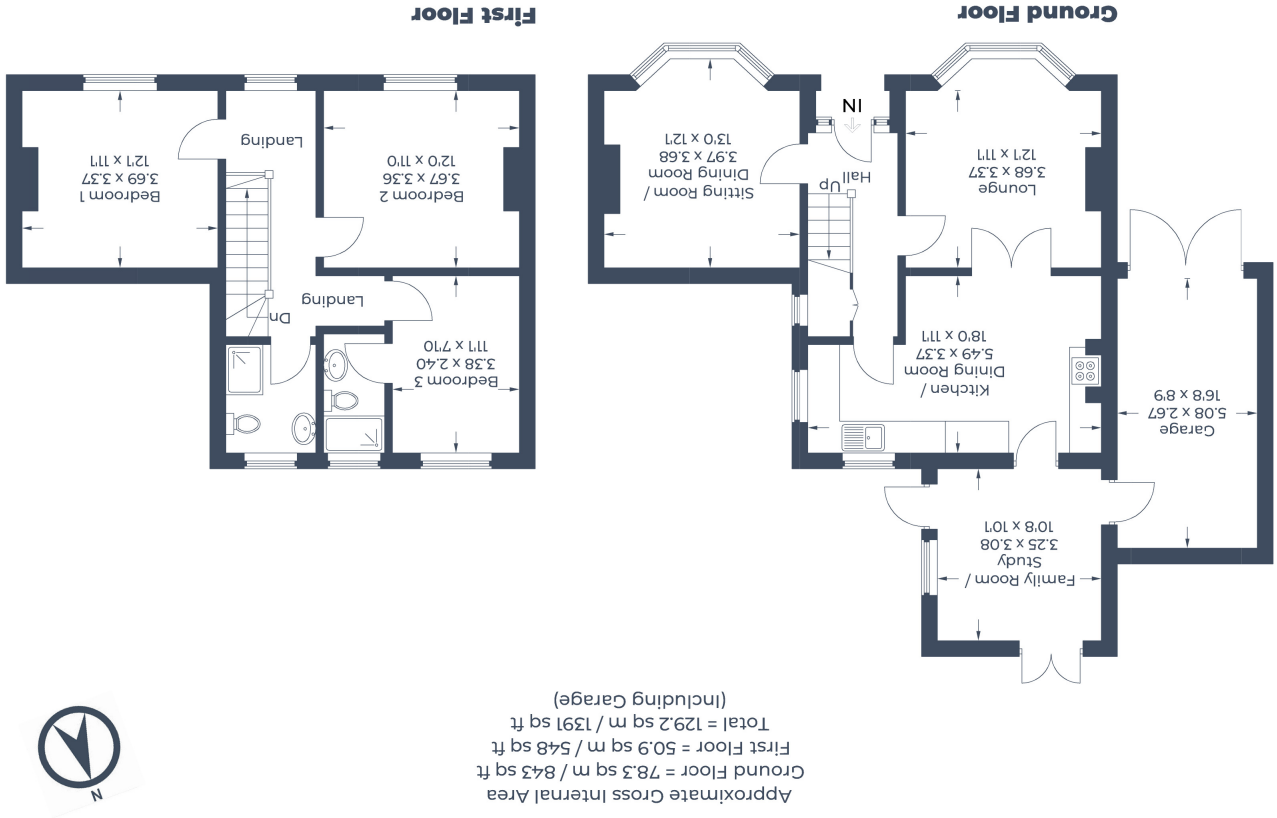 Approximate Gross Internal Area
Ground Floor = 78.3 sq m / 843 sq ft
First Floor = 50.9 sq m / 548 sq ft
Total = 129.2 sq m / 1391 sq ft
(Including Garage)
N
Family Room /
Study
3.25 x 3.08
10'8 x 10'1
Garage
5.08 x 2.67
16'8 x 8'9
Kitchen /
Dining Room
5.49 x 3.37
18'0 x 11'1
Lounge
3.68 x 3.37
12'1 x 11'1
Hall
Up
IN
Sitting Room /
Dining Room
3.97 x 3.68
13'0 x 12'1
Ground Floor
Bedroom 3
3.38 x 2.40
11'1 x 7'10
Landing
Dn
Bedroom 2
3.67 x 3.36
12'0 x 11'0
Landing
Bedroom 1
3.69 x 3.37
12'1 x 11'1
First Floor